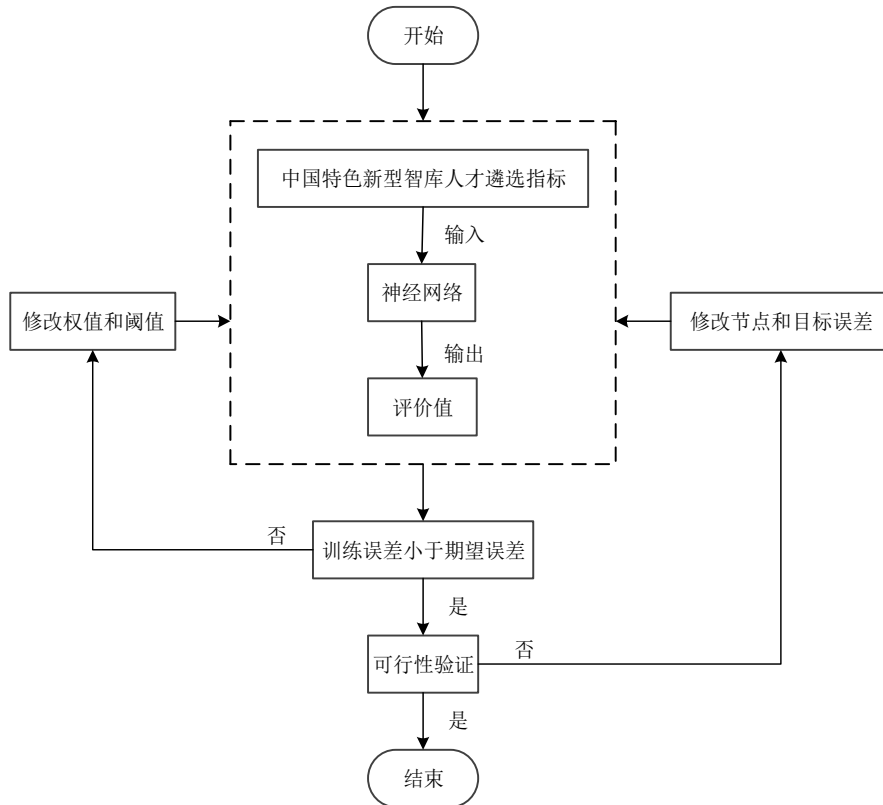 开始
中国特色新型智库人才遴选指标
输入
神经网络
修改权值和阈值
修改节点和目标误差
输出
评价值
否
训练误差小于期望误差
是
可行性验证
否
是
结束